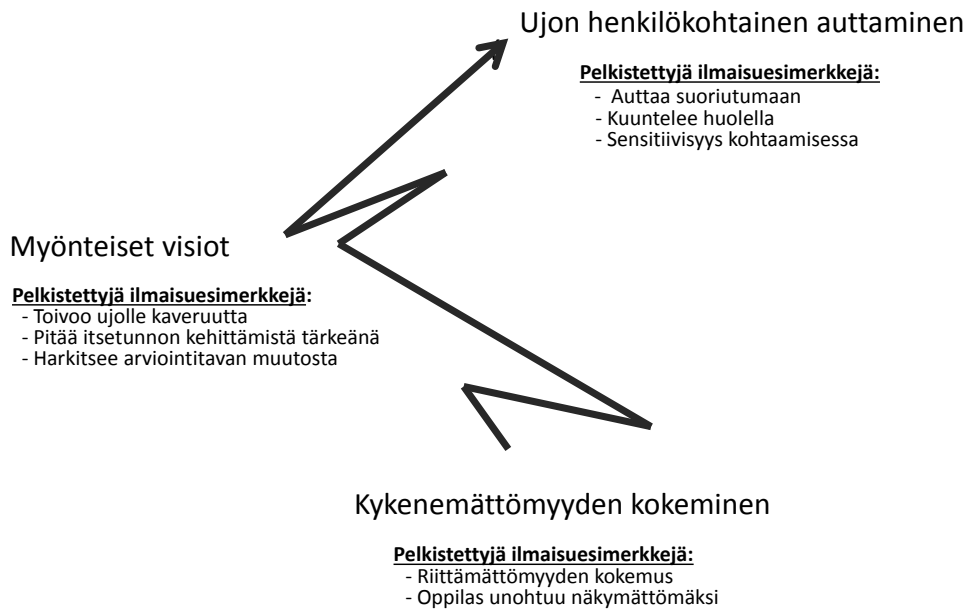 Ujon henkilökohtainen auttaminen
Pelkistettyjä ilmaisuesimerkkejä:
- Auttaa suoriutumaan
- Kuuntelee huolella
- Sensitiivisyys kohtaamisessa
Myönteiset visiot
Pelkistettyjä ilmaisuesimerkkejä:
- Toivoo ujolle kaveruutta
- Pitää itsetunnon kehittämistä tärkeänä
- Harkitsee arviointitavan muutosta
Kykenemättömyyden kokeminen
Pelkistettyjä ilmaisuesimerkkejä:
- Riittämättömyyden kokemus
- Oppilas unohtuu näkymättömäksi